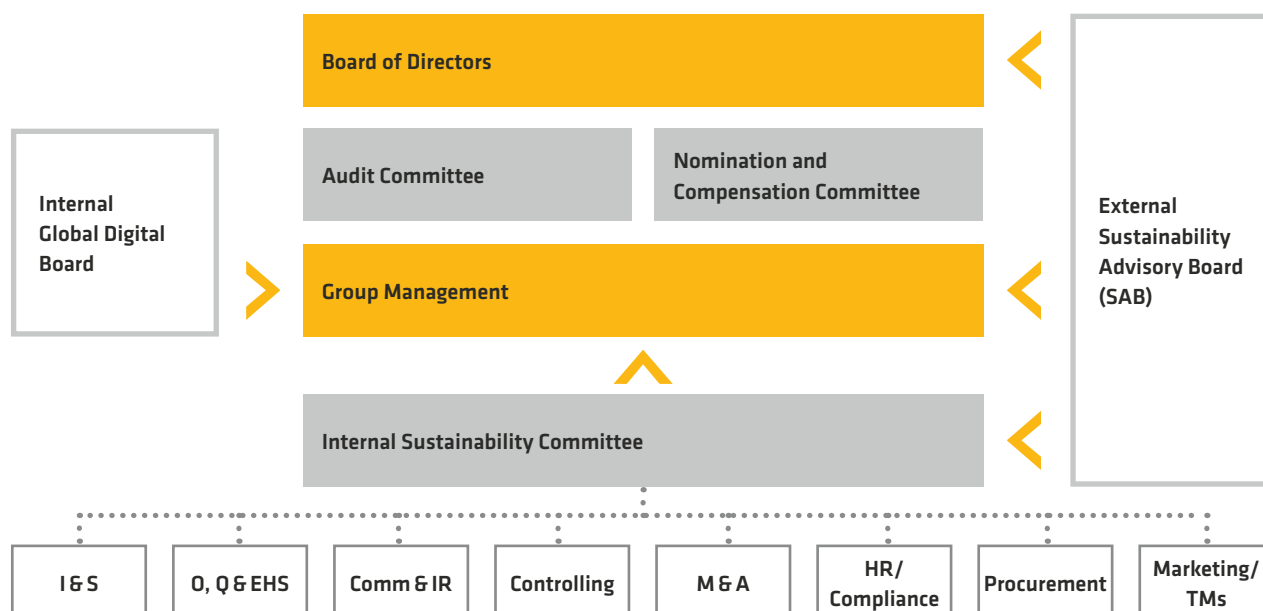 Board of Directors
Audit Committee
Nomination and
Compensation Committee
Internal
Global Digital
Board
External
Sustainability
Advisory Board
(SAB)
Group Management
Internal Sustainability Committee
I & S
O, Q & EHS
Comm & IR
Controlling
M & A
HR/
Compliance
Procurement
Marketing/
TMs